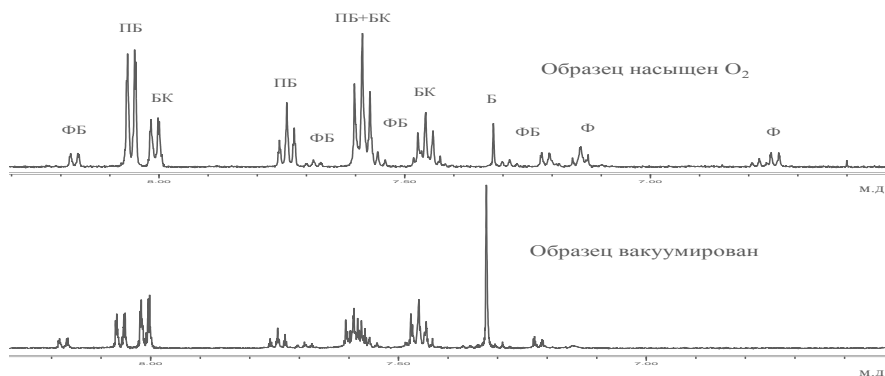 ПБ
ПБ+БК
Образец насыщен O₂
БК
ПБ
БК
Б
ФБ
ФБ
ФБ
ФБ
Ф
Ф
8.00
7.50
7.00
м.д
Образец вакуумирован
8.00
7.50
7.00
м.д